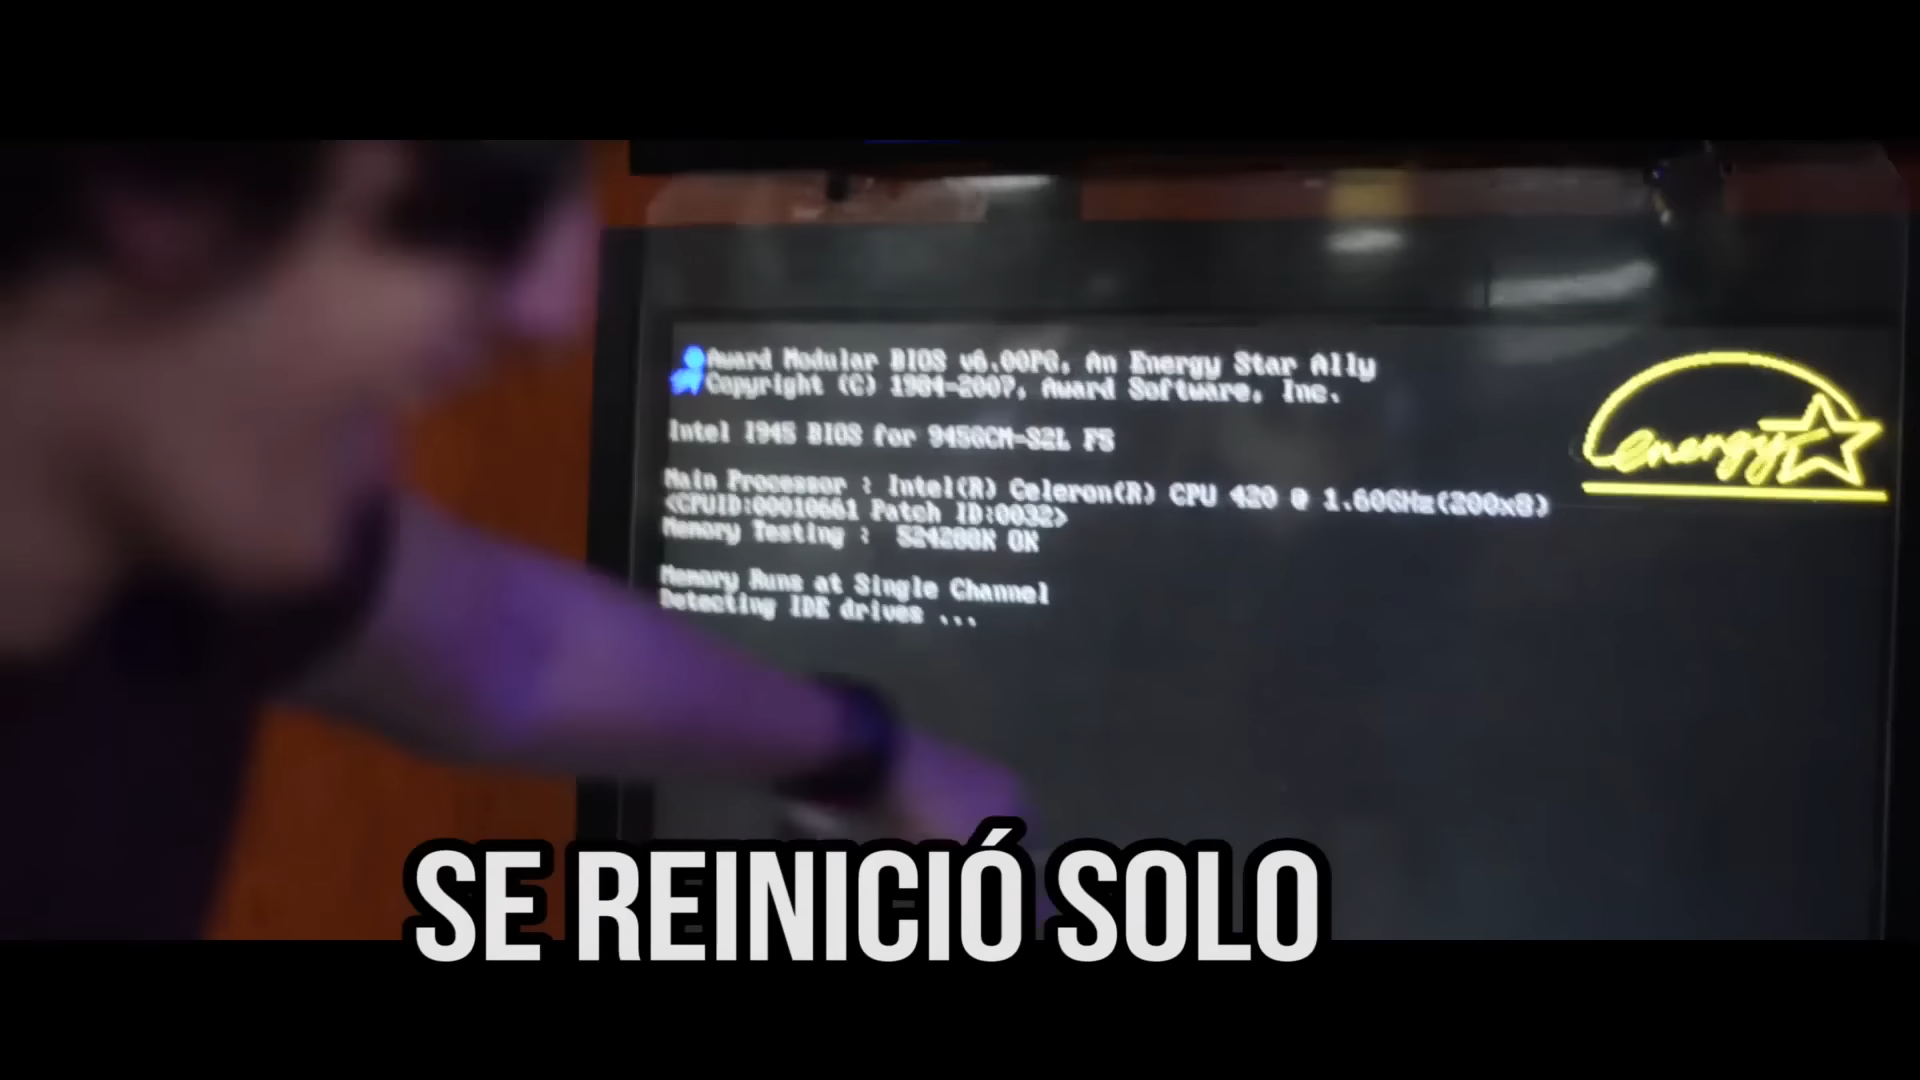 Award Modular BIOS v6.00PG, An Energy Star Ally
Copyright (C) 1984-2007, Award Software, Inc.
energy
Intel I945 BIOS for 945GCM-S2L F5
Main Processor : Intel(R) Celeron(R) CPU 420 @ 1.60GHz(200x8)
<CPUID:00010661 Patch ID:0032>
Memory Testing : 524288K OK
Memory Runs at Single Channel
Detecting IDE drives ...
SE REINICIÓ SOLO